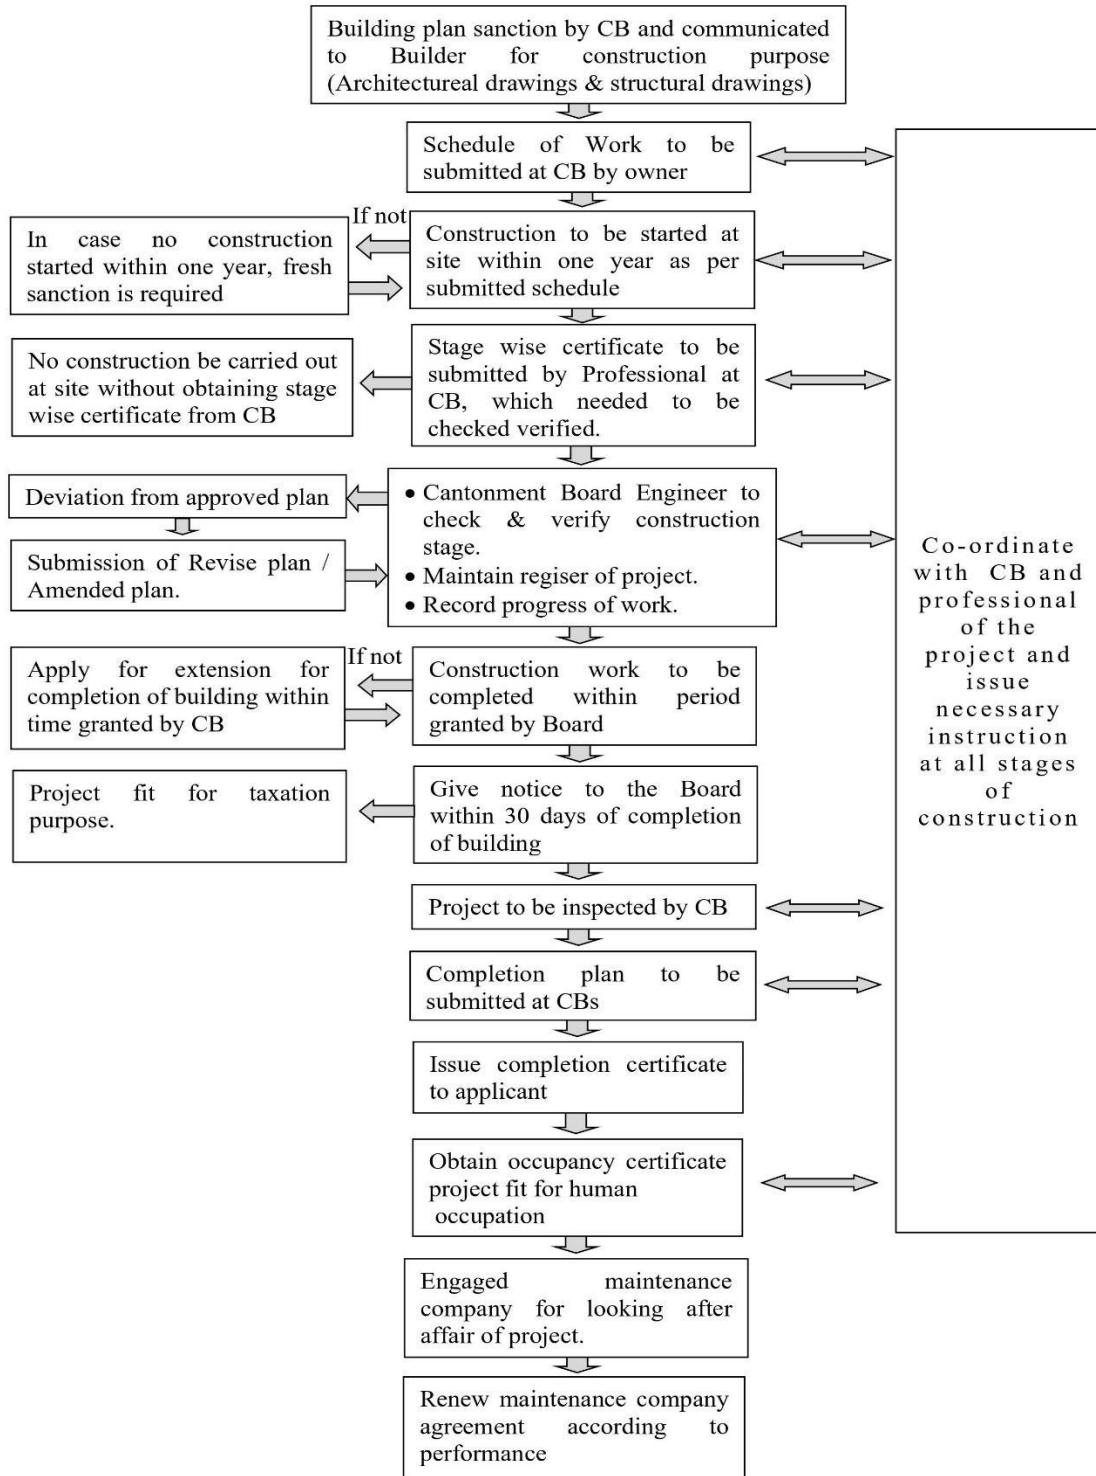 Building plan sanction by CB and communicated
to Builder for construction purpose
(Architectureal drawings & structural drawings)
Schedule of Work to be
submitted at CB by owner
If not
In case no construction
started within one year, fresh
sanction is required
Construction to be started at
site within one year as per
submitted schedule
No construction be carried out
at site without obtaining stage
wise certificate from CB
Stage wise certificate to be
submitted by Professional at
CB, which needed to be
checked verified.
Deviation from approved plan
Submission of Revise plan /
Amended plan.
• Cantonment Board Engineer to
check & verify construction
stage.
• Maintain regiser of project.
• Record progress of work.
If not
Apply for extension for
completion of building within
time granted by CB
Construction work to be
completed within period
granted by Board
Project fit for taxation
purpose.
Give notice to the Board
within 30 days of completion
of building
Project to be inspected by CB
Completion plan to be
submitted at CBs
Issue completion certificate
to applicant
Obtain occupancy certificate
project fit for human
occupation
Engaged maintenance
company for looking after
affair of project.
Renew maintenance company
agreement according to
performance
Co-ordinate
with CB and
professional
of the
project and
issue
necessary
instruction
at all stages
of
construction